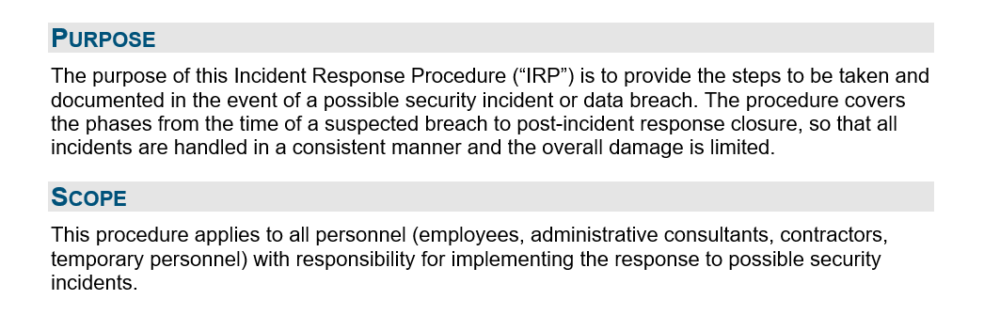 PURPOSE
The purpose of this Incident Response Procedure (“IRP”) is to provide the steps to be taken and
documented in the event of a possible security incident or data breach. The procedure covers
the phases from the time of a suspected breach to post-incident response closure, so that all
incidents are handled in a consistent manner and the overall damage is limited.
SCOPE
This procedure applies to all personnel (employees, administrative consultants, contractors,
temporary personnel) with responsibility for implementing the response to possible security
incidents.